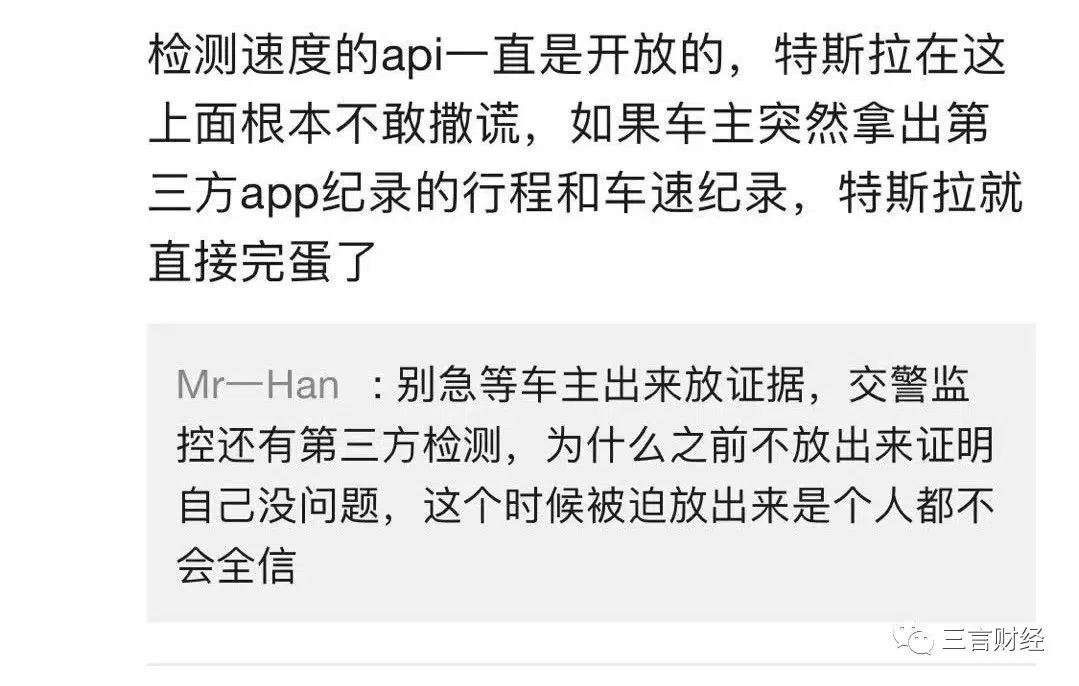 检测速度的api一直是开放的，特斯拉在这
上面根本不敢撒谎，如果车主突然拿出第
三方app纪录的行程和车速纪录，特斯拉就
直接完蛋了
Mr—Han ：别急等车主出来放证据，交警监
控还有第三方检测，为什么之前不放出来证明
自己没问题，这个时候被迫放出来是个人都不
会全信
三言财经